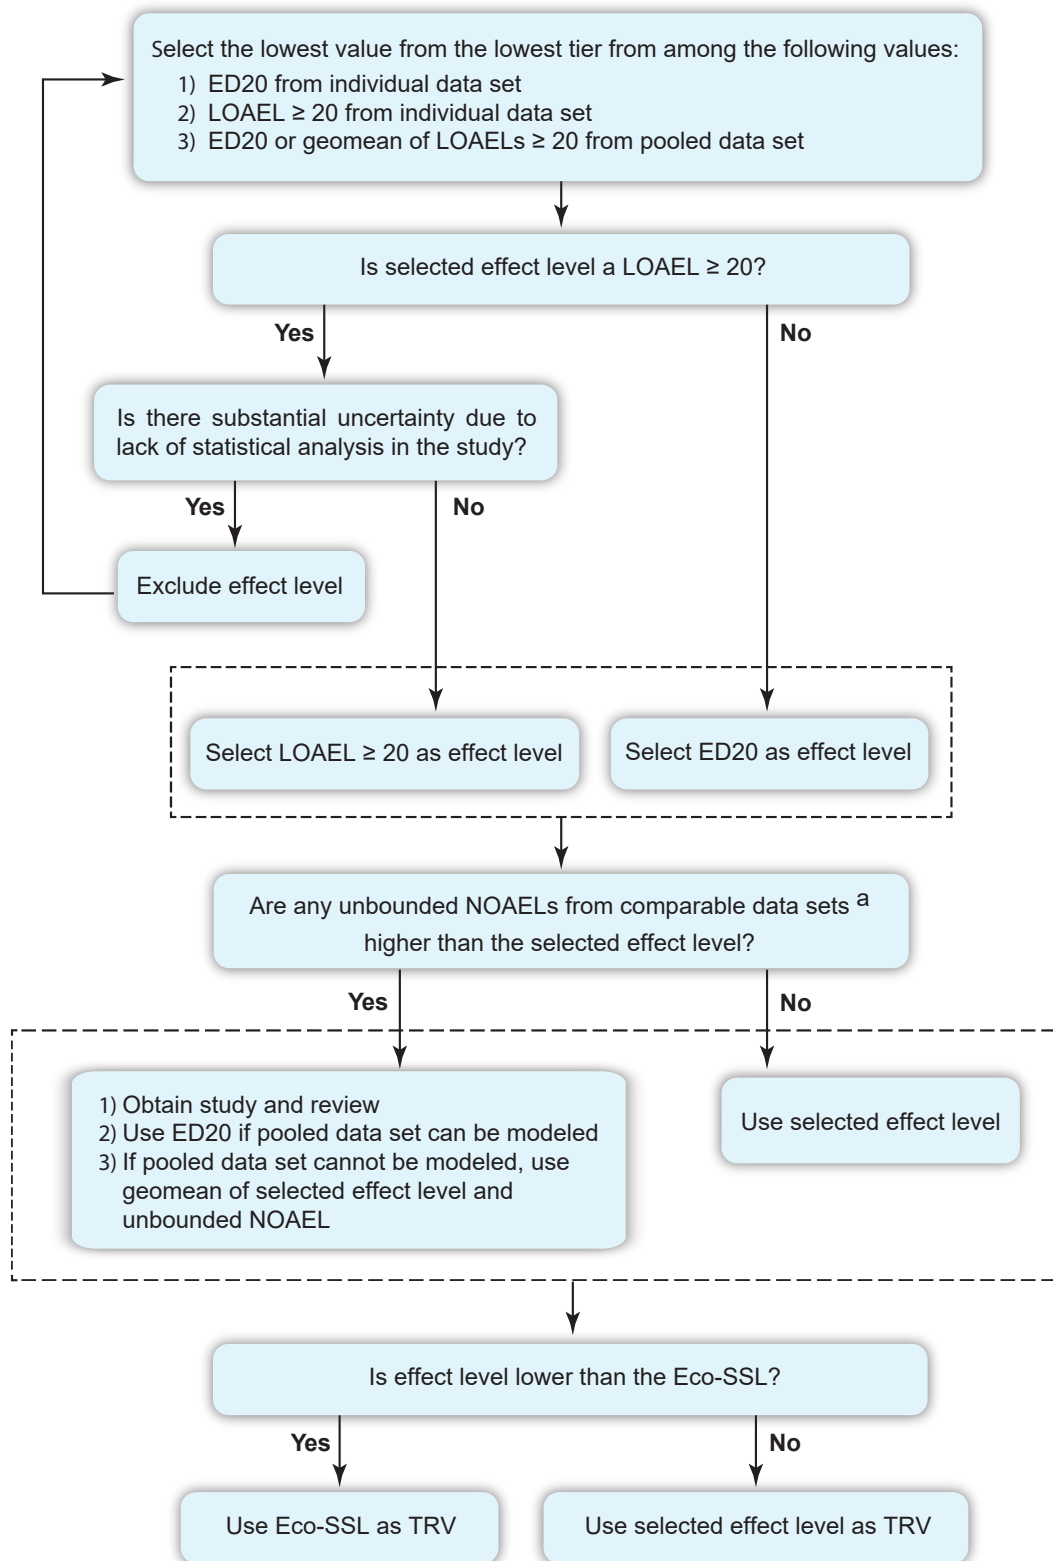 Select the lowest value from the lowest tier from among the following values:
1) ED20 from individual data set
2) LOAEL ≥ 20 from individual data set
3) ED20 or geomean of LOAELs ≥ 20 from pooled data set
Is selected effect level a LOAEL ≥ 20?
Yes
No
Is there substantial uncertainty due to
lack of statistical analysis in the study?
Yes
No
Exclude effect level
Select LOAEL ≥ 20 as effect level
Select ED20 as effect level
Are any unbounded NOAELs from comparable data sets a
higher than the selected effect level?
Yes
No
1) Obtain study and review
2) Use ED20 if pooled data set can be modeled
3) If pooled data set cannot be modeled, use
geomean of selected effect level and
unbounded NOAEL
Use selected effect level
Is effect level lower than the Eco-SSL?
Yes
No
Use Eco-SSL as TRV
Use selected effect level as TRV